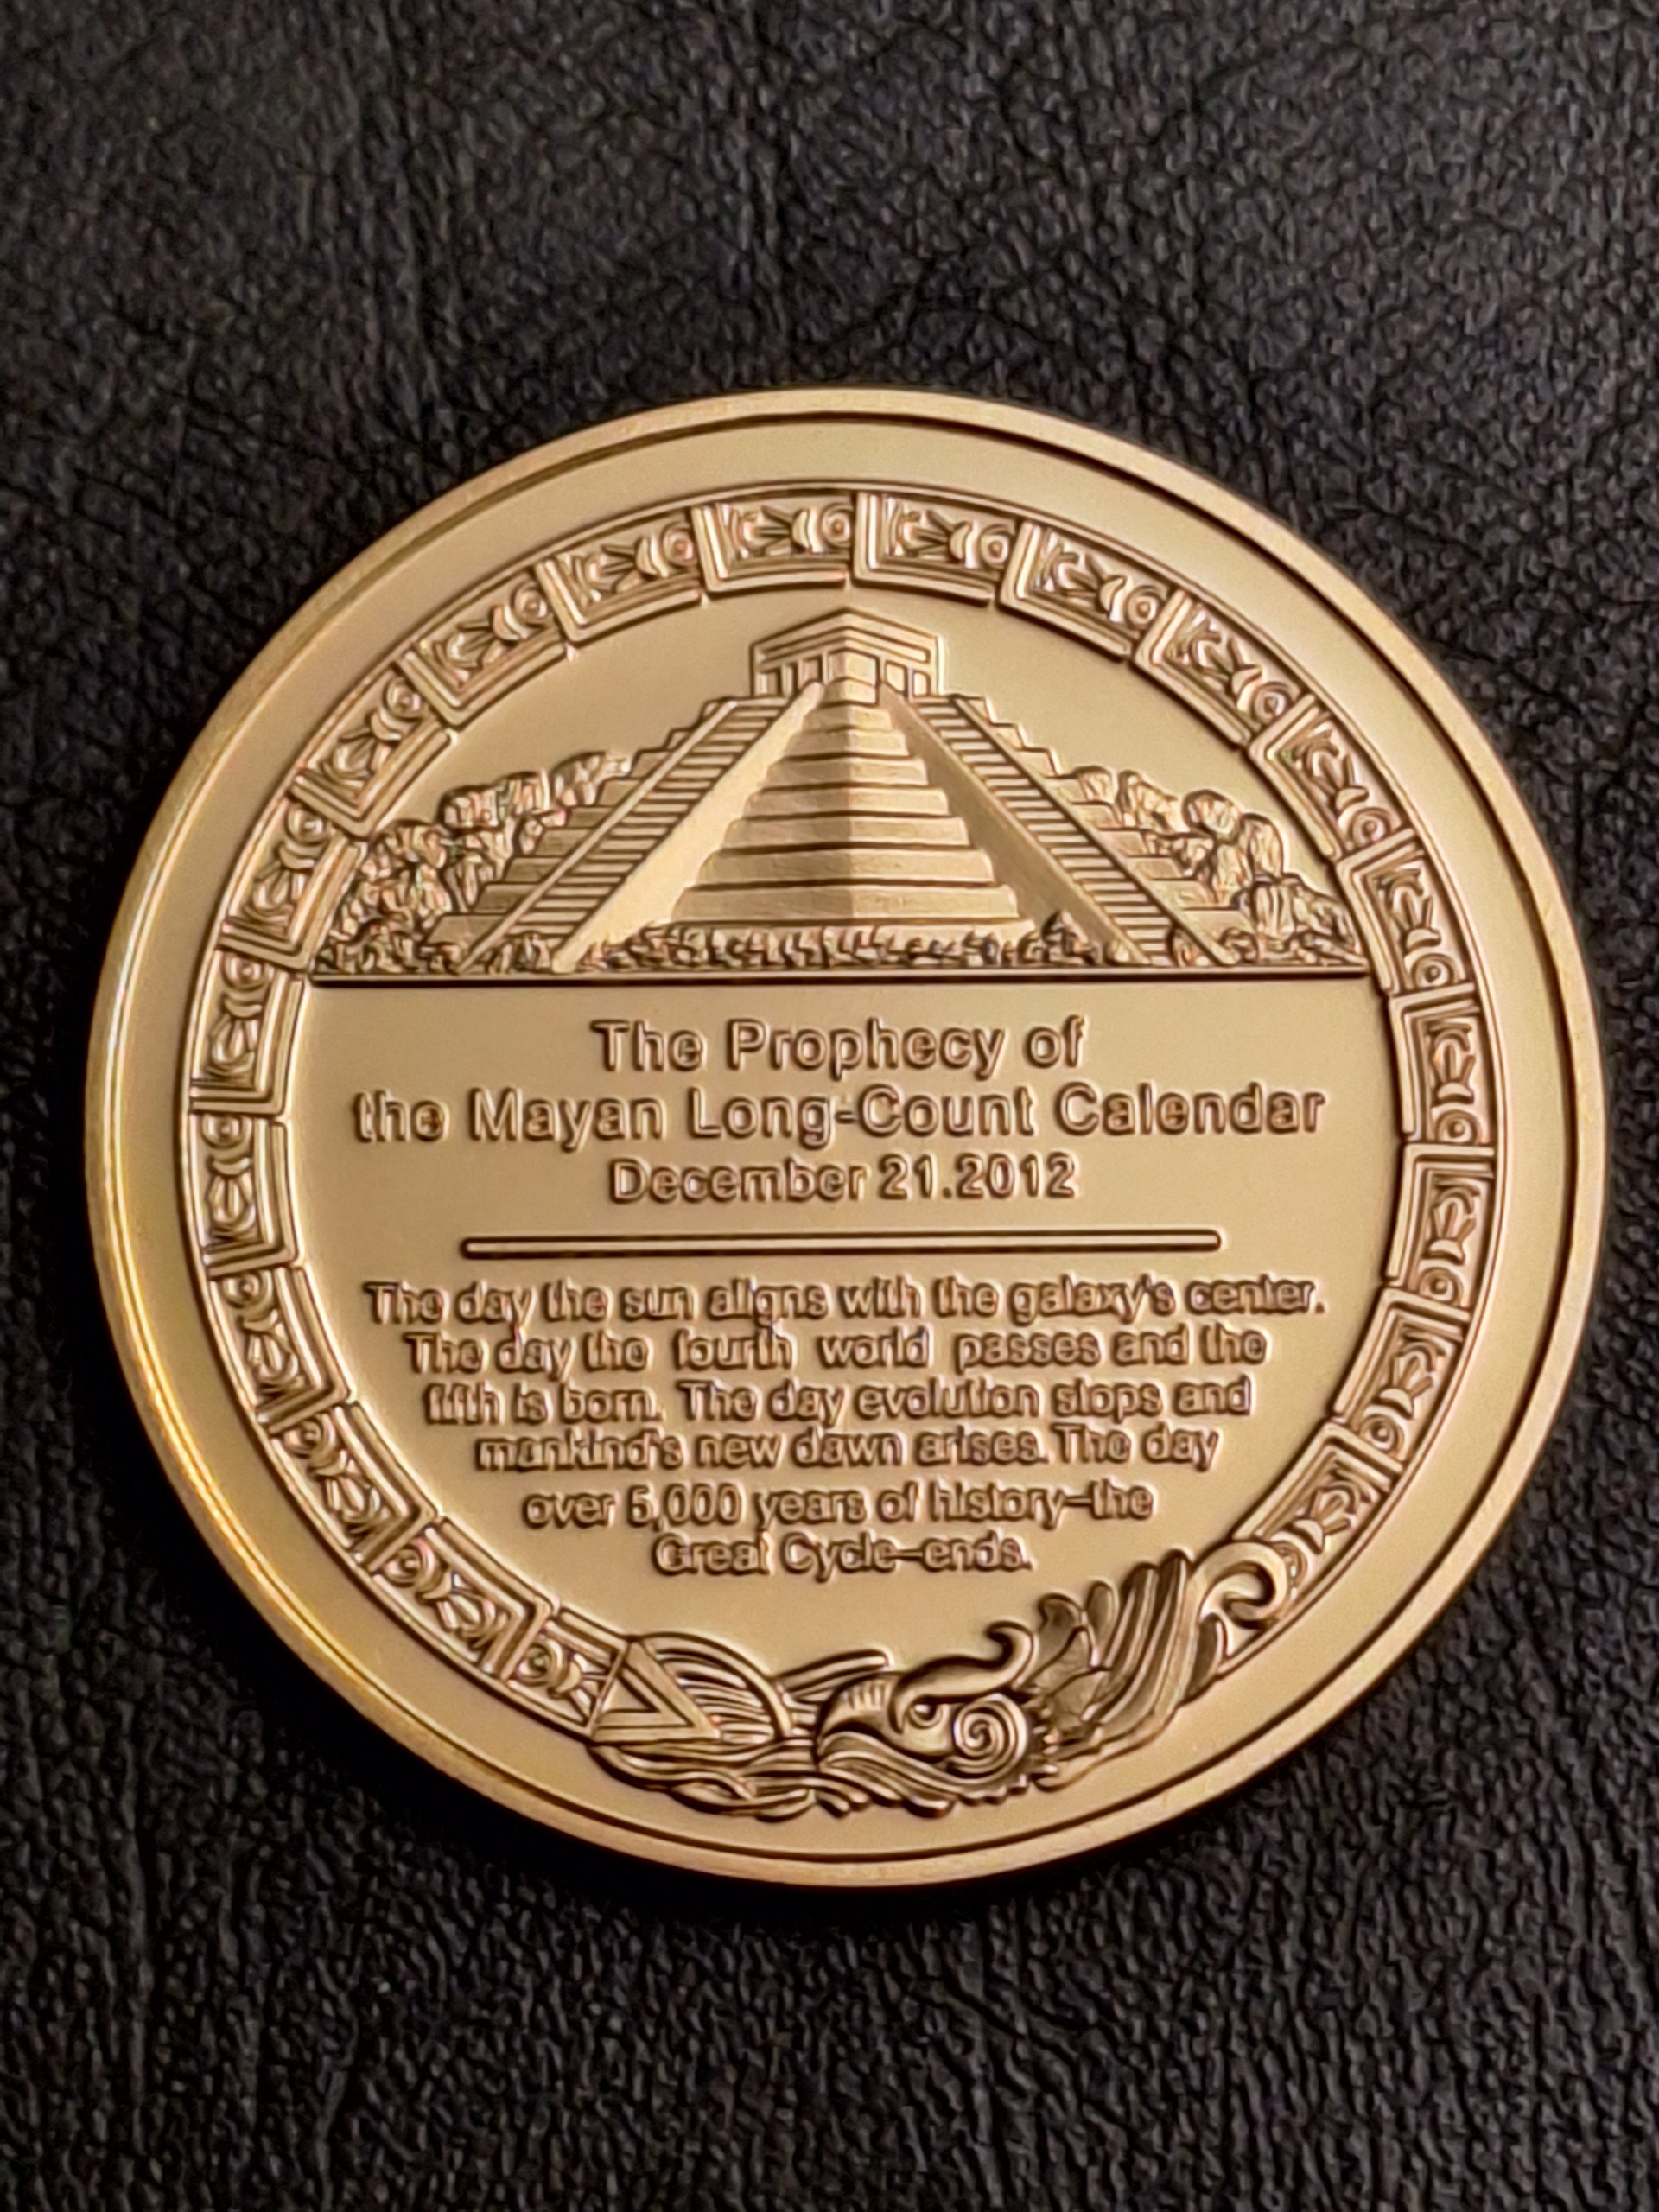 The Prophecy of
the Mayan Long-Count Calendar
December 21.2012
The day the sun aligns with the galaxy's center.
The day the fourth world passes and the
fifth is born. The day evolution stops and
mankind's new dawn arises. The day
over 5,000 years of history—the
Great Cycle—ends.